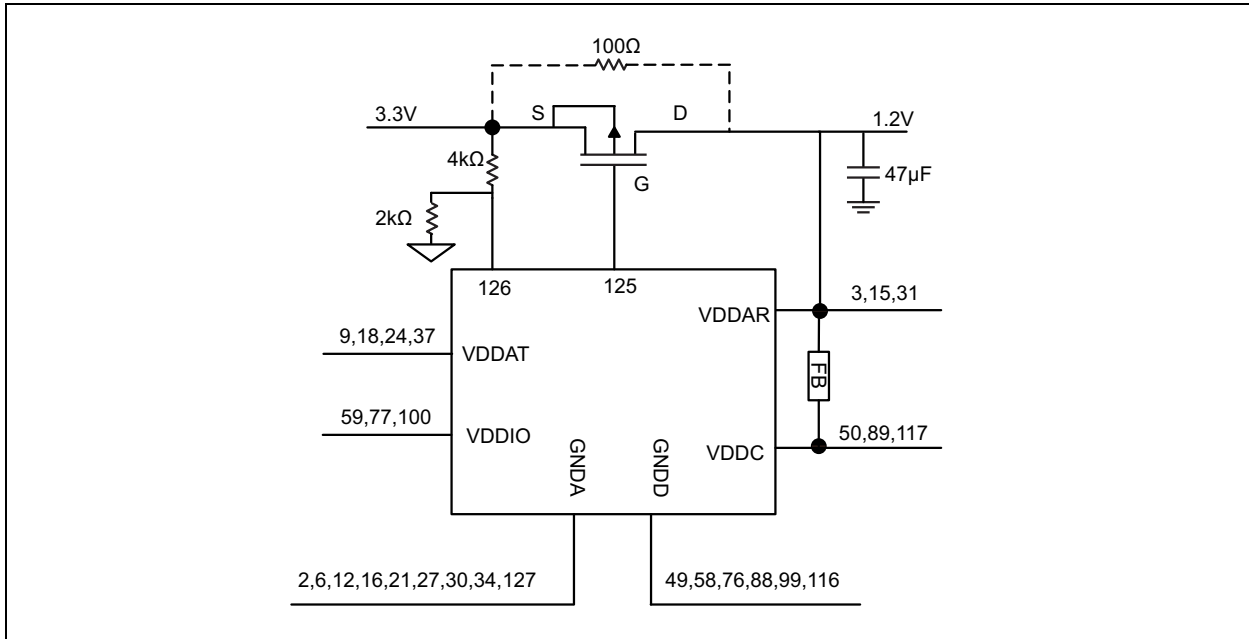 100Ω
3.3V
S
D
1.2V
4kΩ
G
47µF
2kΩ
126
125
VDDAR
3,15,31
9,18,24,37
VDDAT
FB
59,77,100
VDDIO
GNDA
GNDD
VDDC
50,89,117
2,6,12,16,21,27,30,34,127
49,58,76,88,99,116